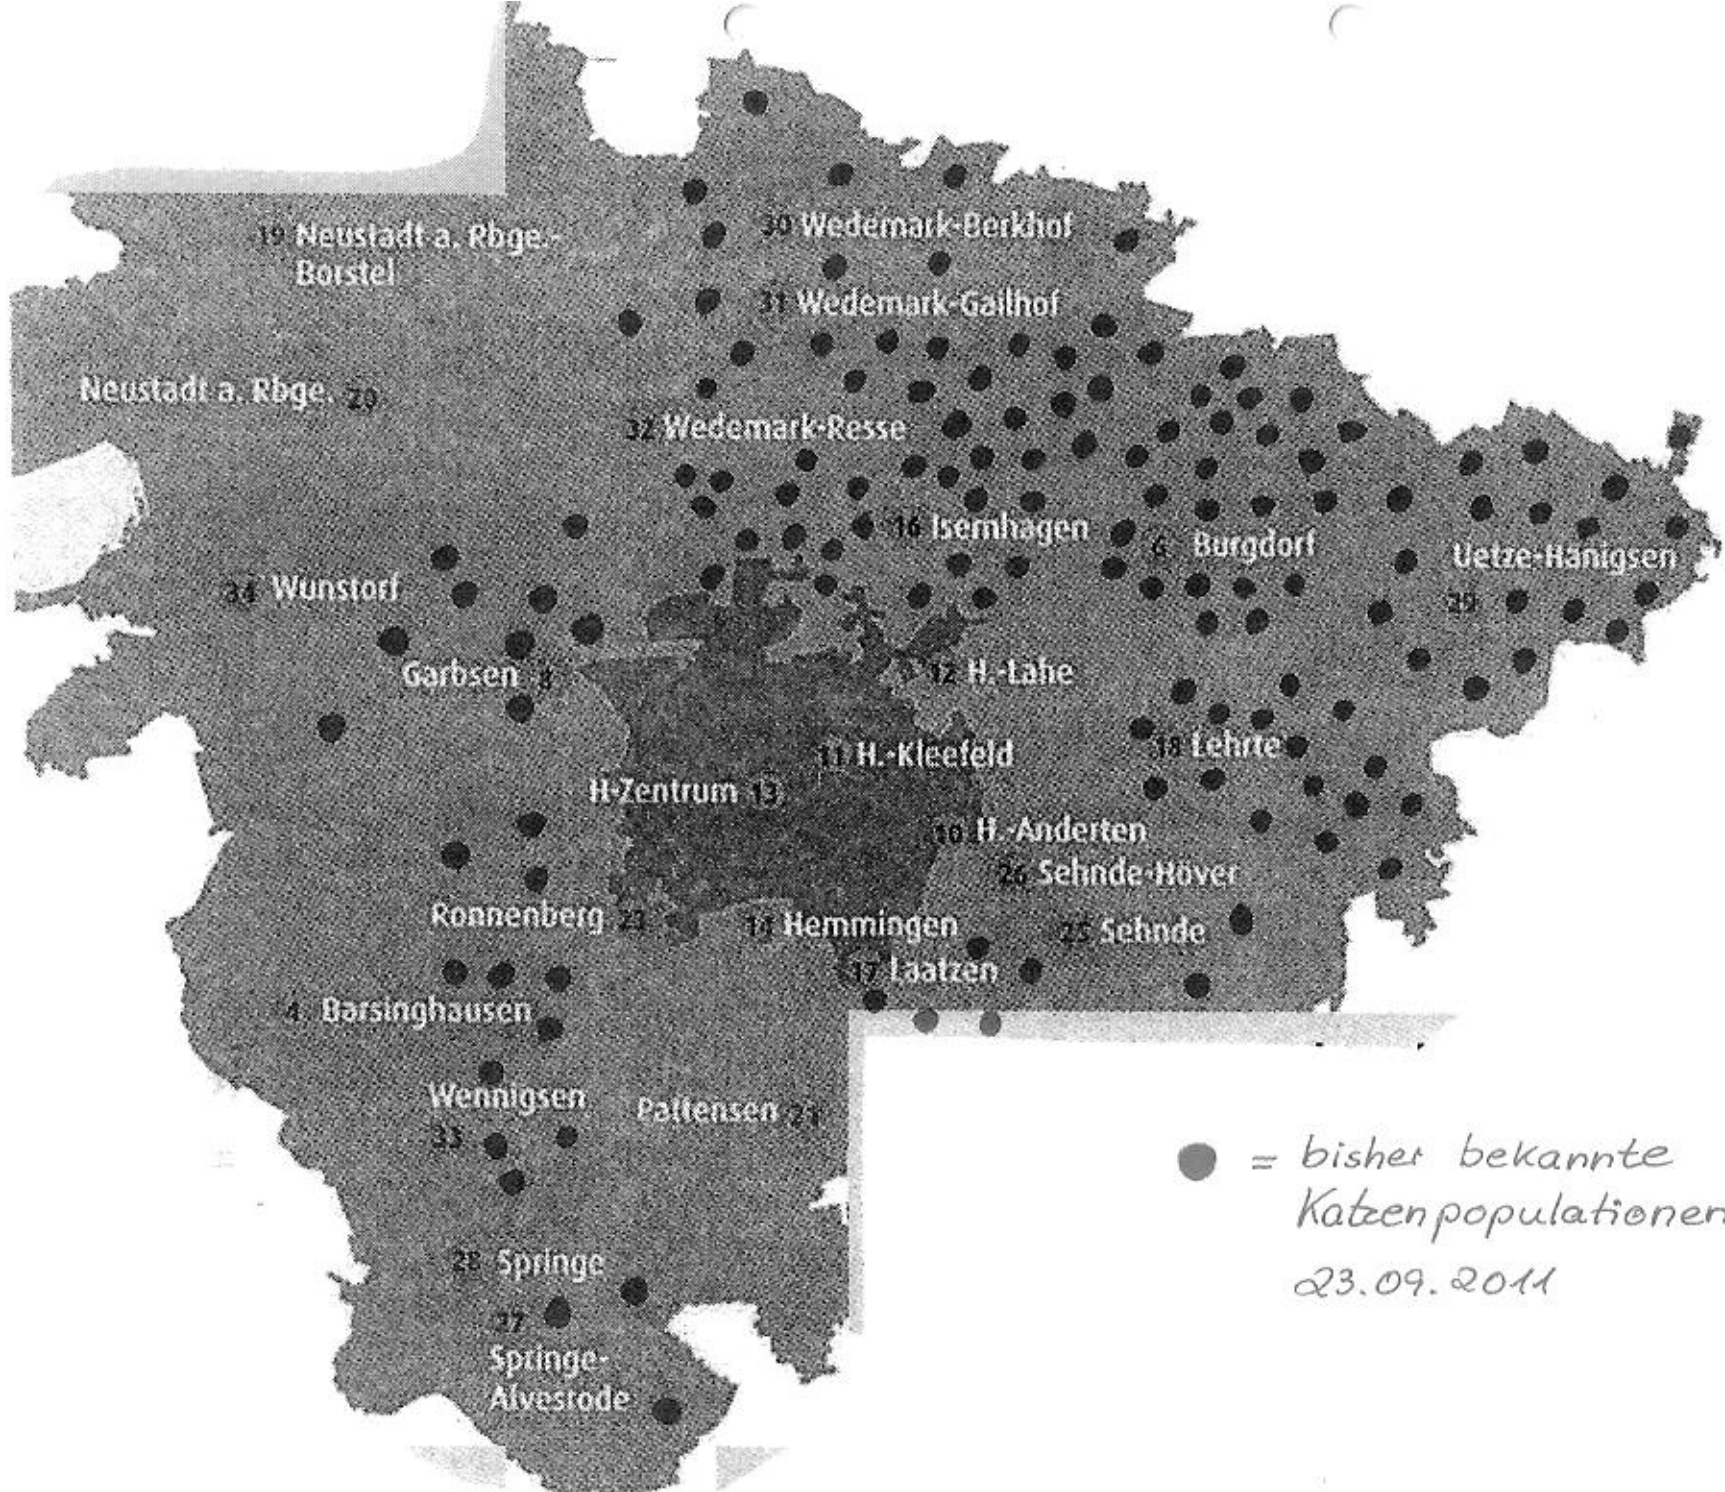 19 Neustadt a. Rbge.-
Borstel
30 Wedemark-Berkhof
31 Wedemark-Gailhof
Neustadt a. Rbge. 20
32 Wedemark-Resse
16 Isernhagen
6 Burgdorf
Uetze-Hänigsen
29
34 Wunstorf
Garbsen 8
12 H.-Lahe
11 H.-Kleefeld
18 Lehrte
H-Zentrum 13
10 H.-Anderten
26 Sehnde-Höver
Ronnenberg 23
14 Hemmingen
25 Sehnde
17 Laatzen
4 Barsinghausen
Wennigsen
33
Pattensen 21
28 Springe
27
Springe-
Alvesrode
= bisher bekannte
Katzenpopulationen
23.09.2011